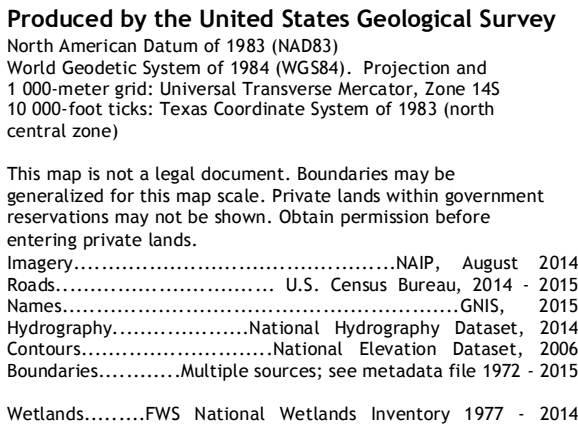 Produced by the United States Geological Survey
North American Datum of 1983 (NAD83)
World Geodetic System of 1984 (WGS84). Projection and
1 000-meter grid: Universal Transverse Mercator, Zone 14S
10 000-foot ticks: Texas Coordinate System of 1983 (north
central zone)
This map is not a legal document. Boundaries may be
generalized for this map scale. Private lands within government
reservations may not be shown. Obtain permission before
entering private lands.
Imagery.............................................NAIP, August 2014
Roads.............................. U.S. Census Bureau, 2014 - 2015
Names.......................................................GNIS, 2015
Hydrography...................National Hydrography Dataset, 2014
Contours...........................National Elevation Dataset, 2006
Boundaries............Multiple sources; see metadata file 1972 - 2015
Wetlands.........FWS National Wetlands Inventory 1977 - 2014